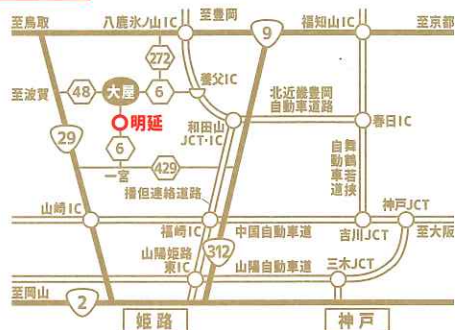 至鳥取
八鹿氷ノ山IC
至豊岡
福知山IC
至京都
9
272
養父IC
至波賀
48
大屋
6
北近畿豊岡
自動車道路
明延
29
6
和田山
JCT・IC
春日IC
429
一宮
播但連絡道路
舞鶴若狭
自動車道
山崎IC
福崎IC
中国自動車道
吉川JCT
神戸JCT
至大阪
312
山陽姫路
東IC
山陽自動車道
三木JCT
至岡山
2
姫路
神戸